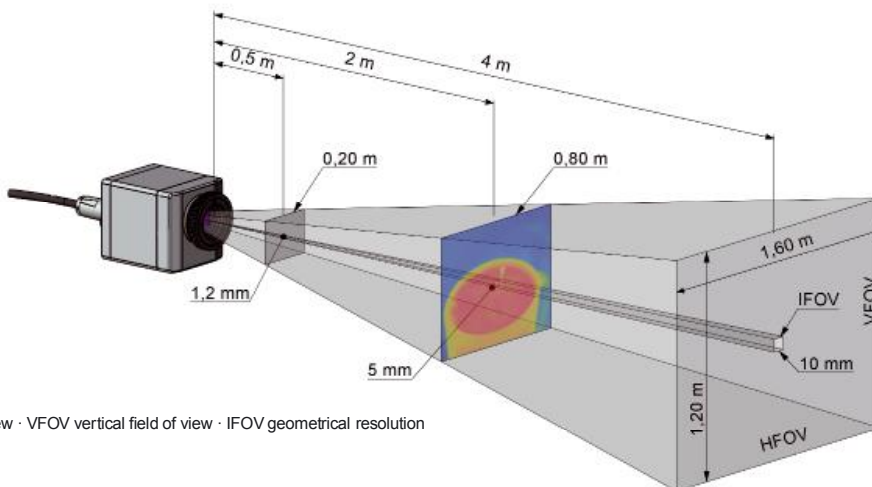 4 m
2 m
0,5 m
0,20 m
0,80 m
1,60 m
VFOV
IFOV
1,2 mm
10 mm
5 mm
1,20 m
HFOV
ew · VFOV vertical field of view · IFOV geometrical resolution